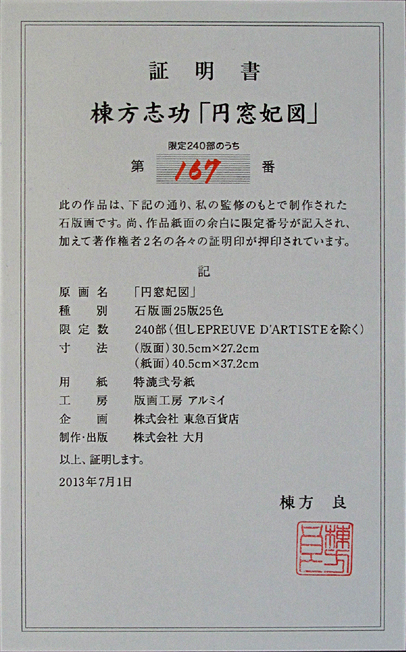 証明書
棟方志功「円窓妃図」
限定240部のうち
第 167 番
此の作品は、下記の通り、私の監修のもとで制作された
石版画です。尚、作品紙面の余白に限定番号が記入され、
加えて著作権者2名の各々の証明印が押印されています。
記
原画名 「円窓妃図」
種別 石版画25版25色
限定数 240部(但しEPREUVE D'ARTISTEを除く)
寸法 (版面)30.5cm×27.2cm
(紙面)40.5cm×37.2cm
用紙 特漉弐号紙
工房 版画工房 アルミイ
企画 株式会社 東急百貨店
制作・出版 株式会社 大月
以上、証明します。
2013年7月1日
棟方 良